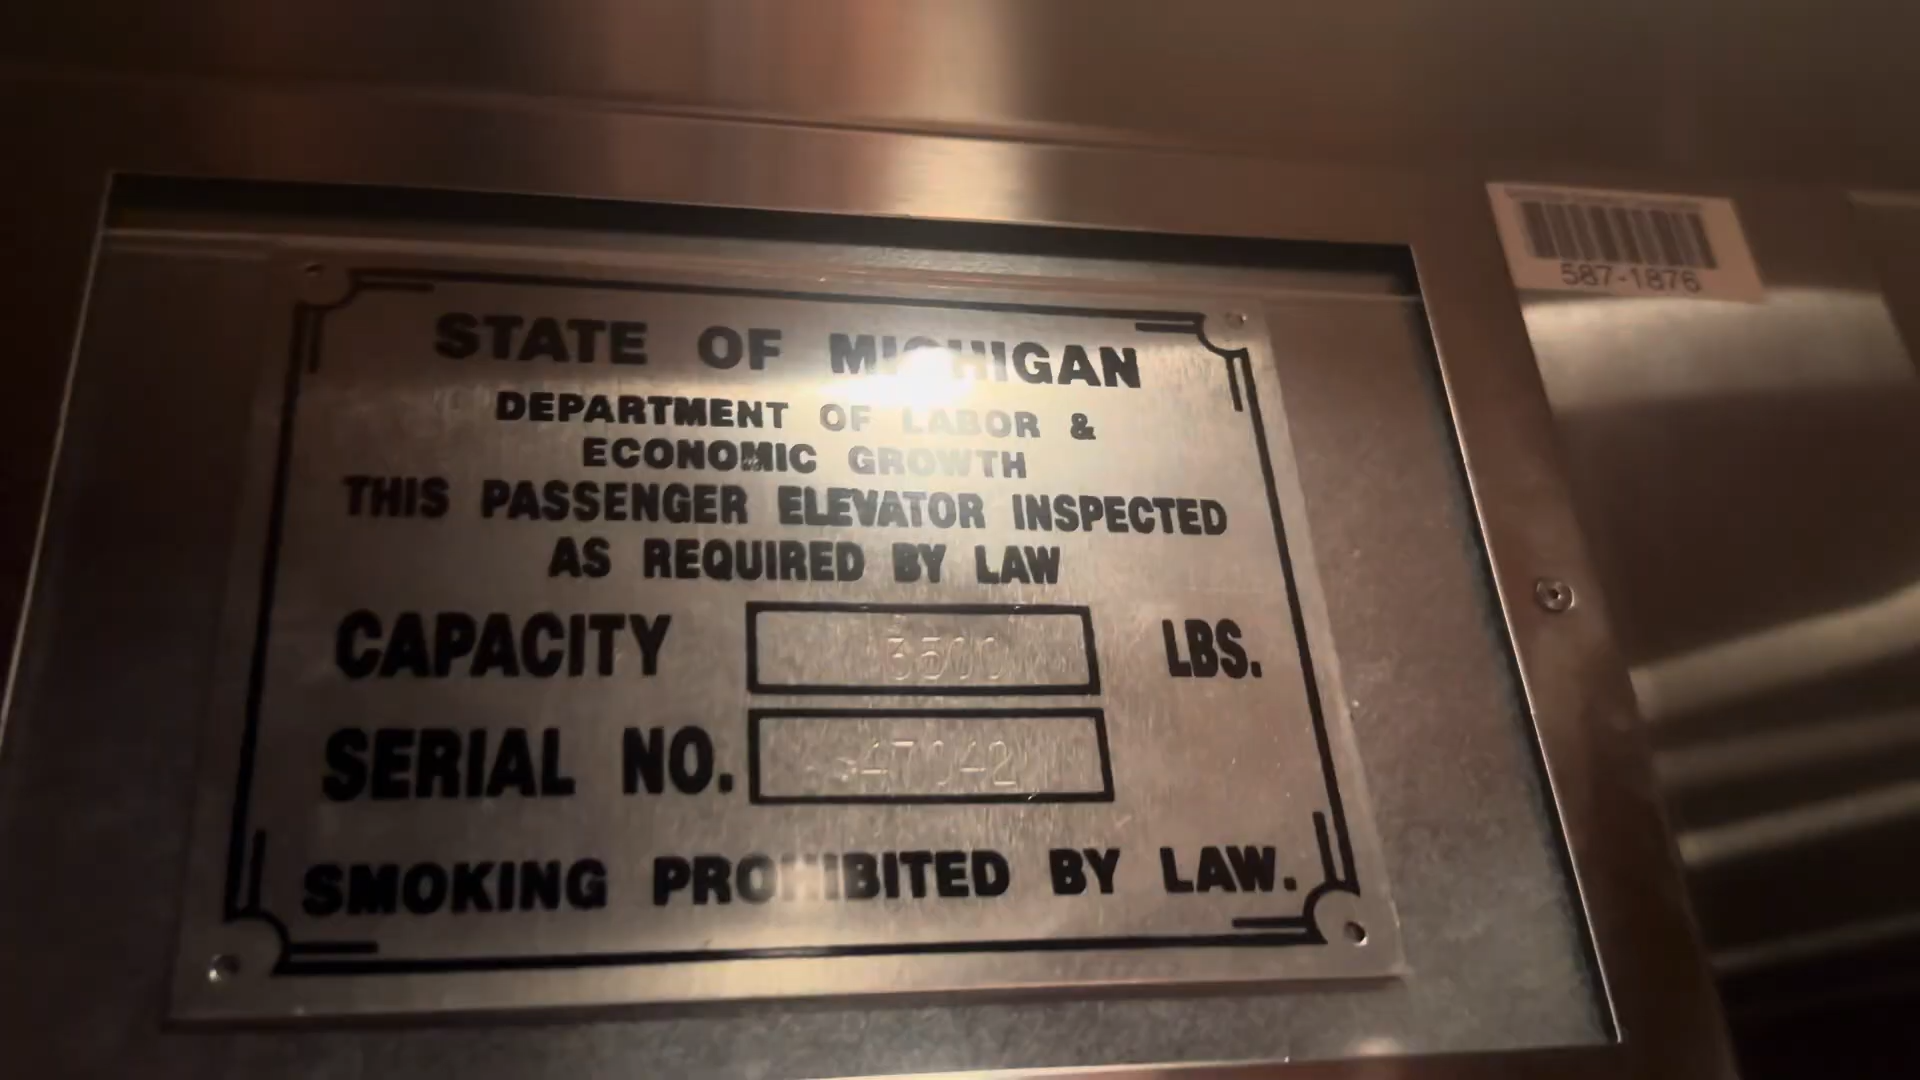 STATE OF MICHIGAN
DEPARTMENT OF LABOR &
ECONOMIC GROWTH
THIS PASSENGER ELEVATOR INSPECTED
AS REQUIRED BY LAW
CAPACITY 3500 LBS.
SERIAL NO. 47042
SMOKING PROHIBITED BY LAW.
587-1876